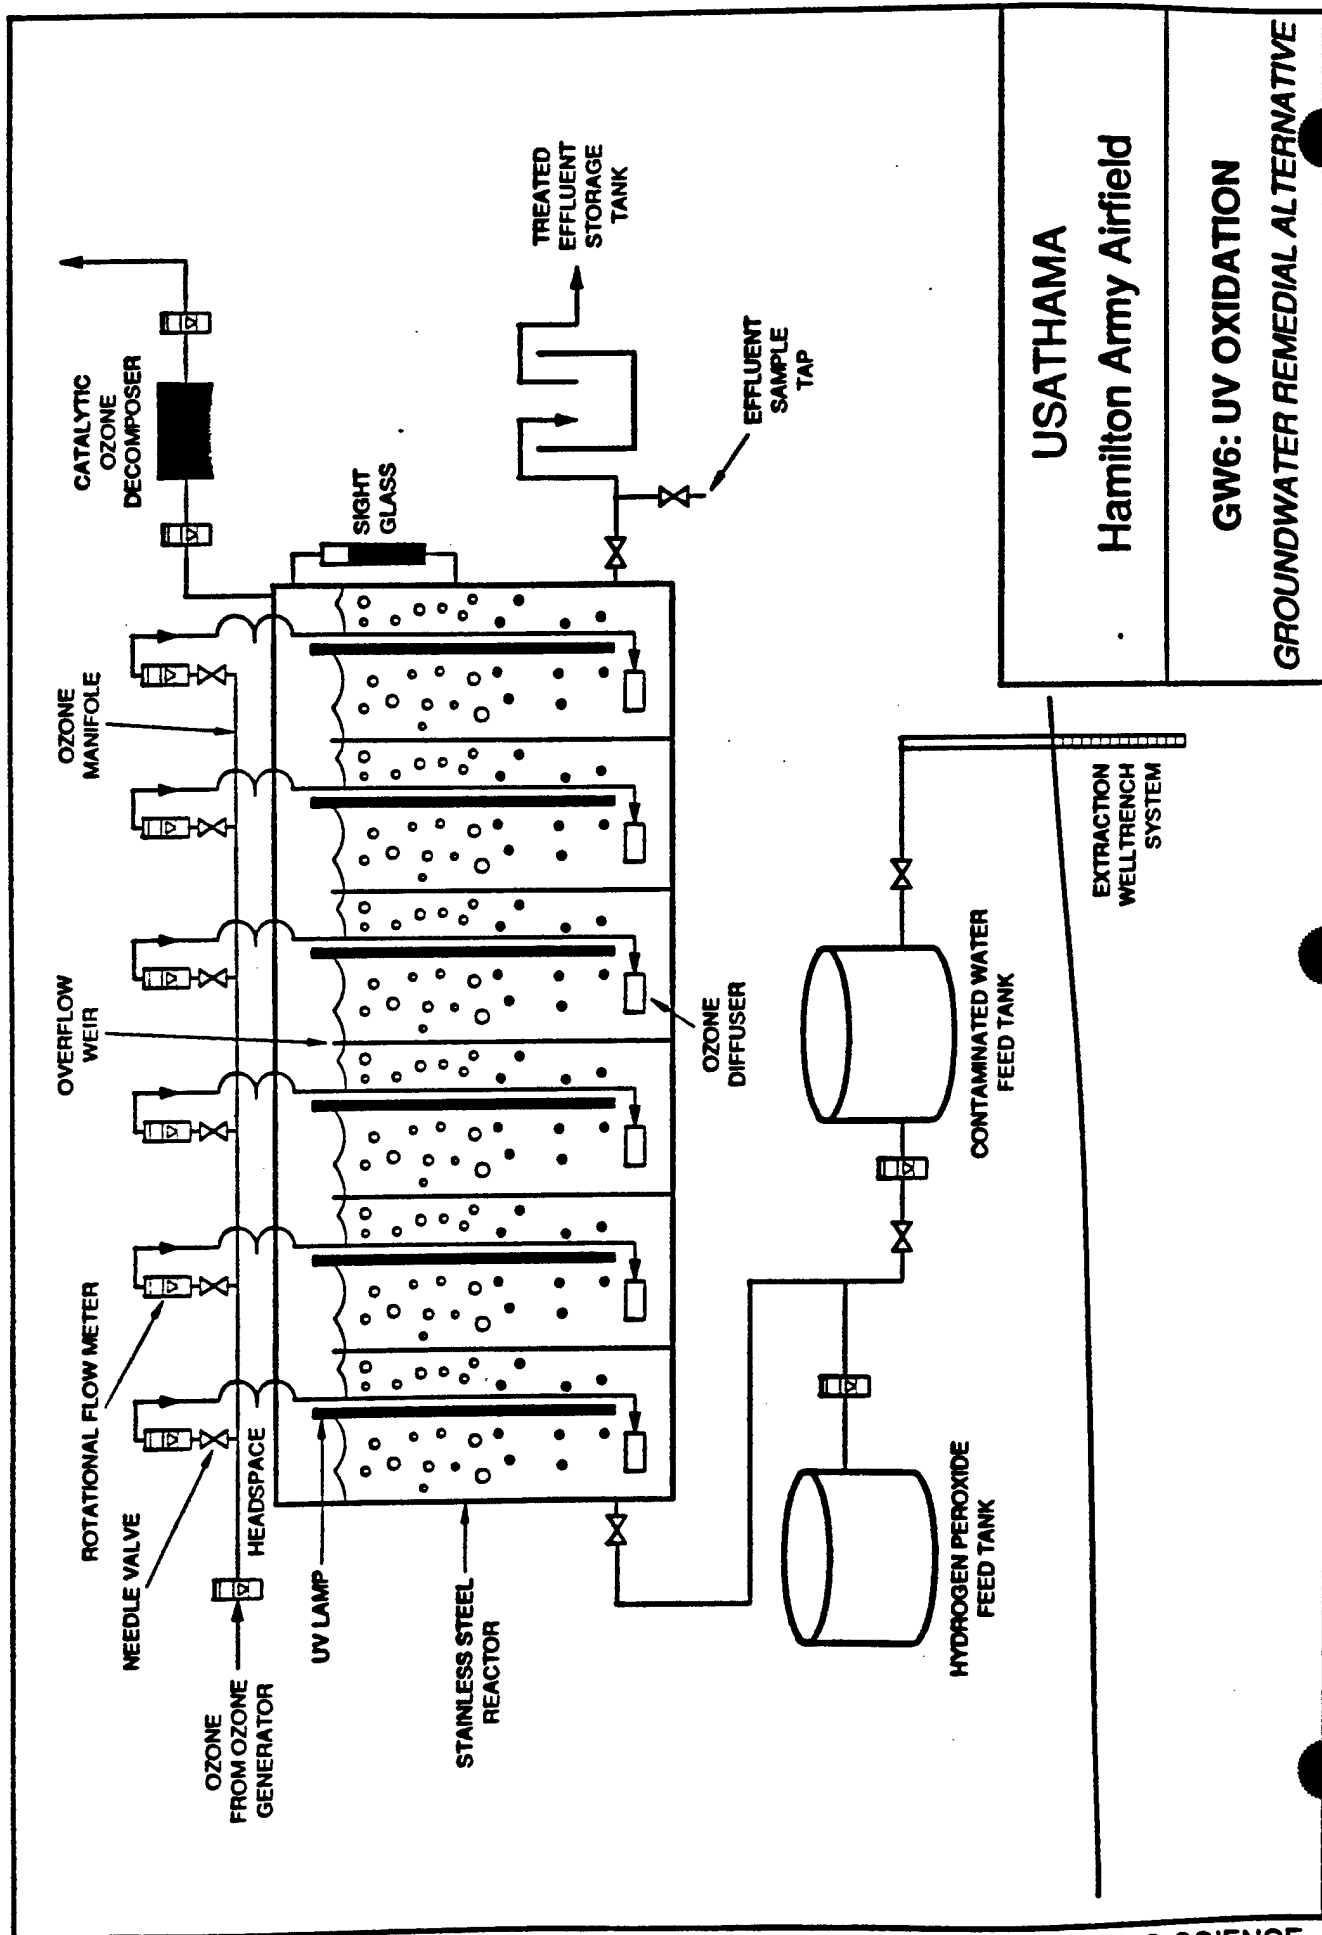 CATALYTIC
OZONE
DECOMPOSER
OZONE
MANIFOLE
OVERFLOW
WEIR
ROTATIONAL FLOW METER
NEEDLE VALVE
OZONE
FROM OZONE
GENERATOR
HEADSPACE
UV LAMP
STAINLESS STEEL
REACTOR
SIGHT
GLASS
TREATED
EFFLUENT
STORAGE
TANK
EFFLUENT
SAMPLE
TAP
OZONE
DIFFUSER
HYDROGEN PEROXIDE
FEED TANK
CONTAMINATED WATER
FEED TANK
EXTRACTION
WELLTRENCH
SYSTEM
USATHAMA
Hamilton Army Airfield
GW6: UV OXIDATION
GROUNDWATER REMEDIAL ALTERNATIVE